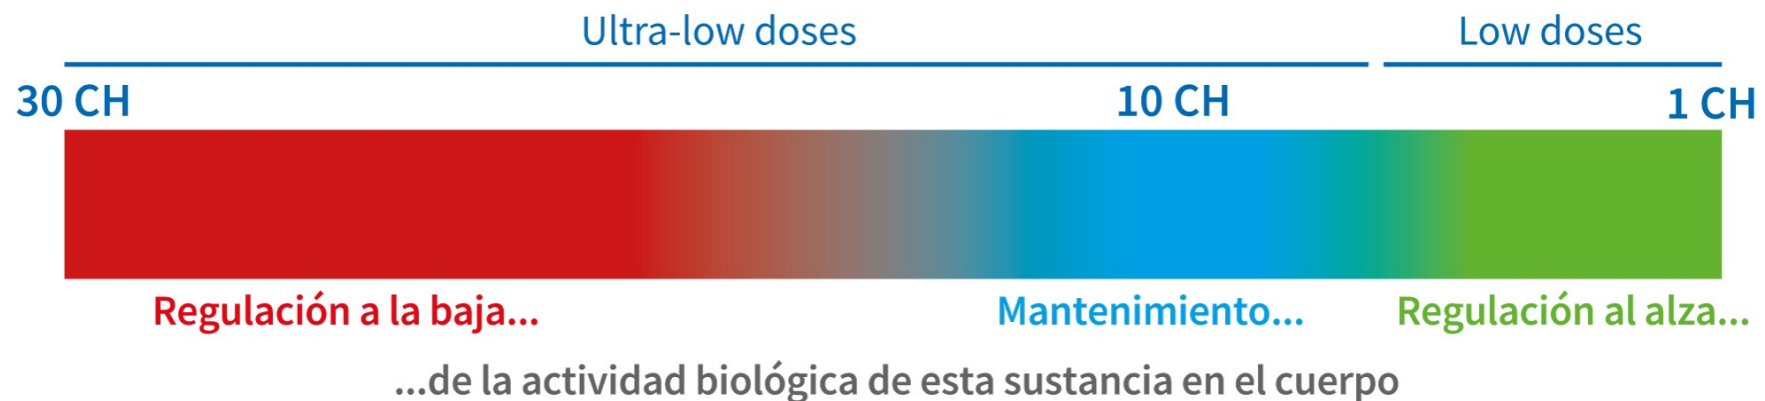 Ultra-low doses Low doses
30 CH 10 CH 1 CH
Regulación a la baja... Mantenimiento... Regulación al alza...
...de la actividad biológica de esta sustancia en el cuerpo